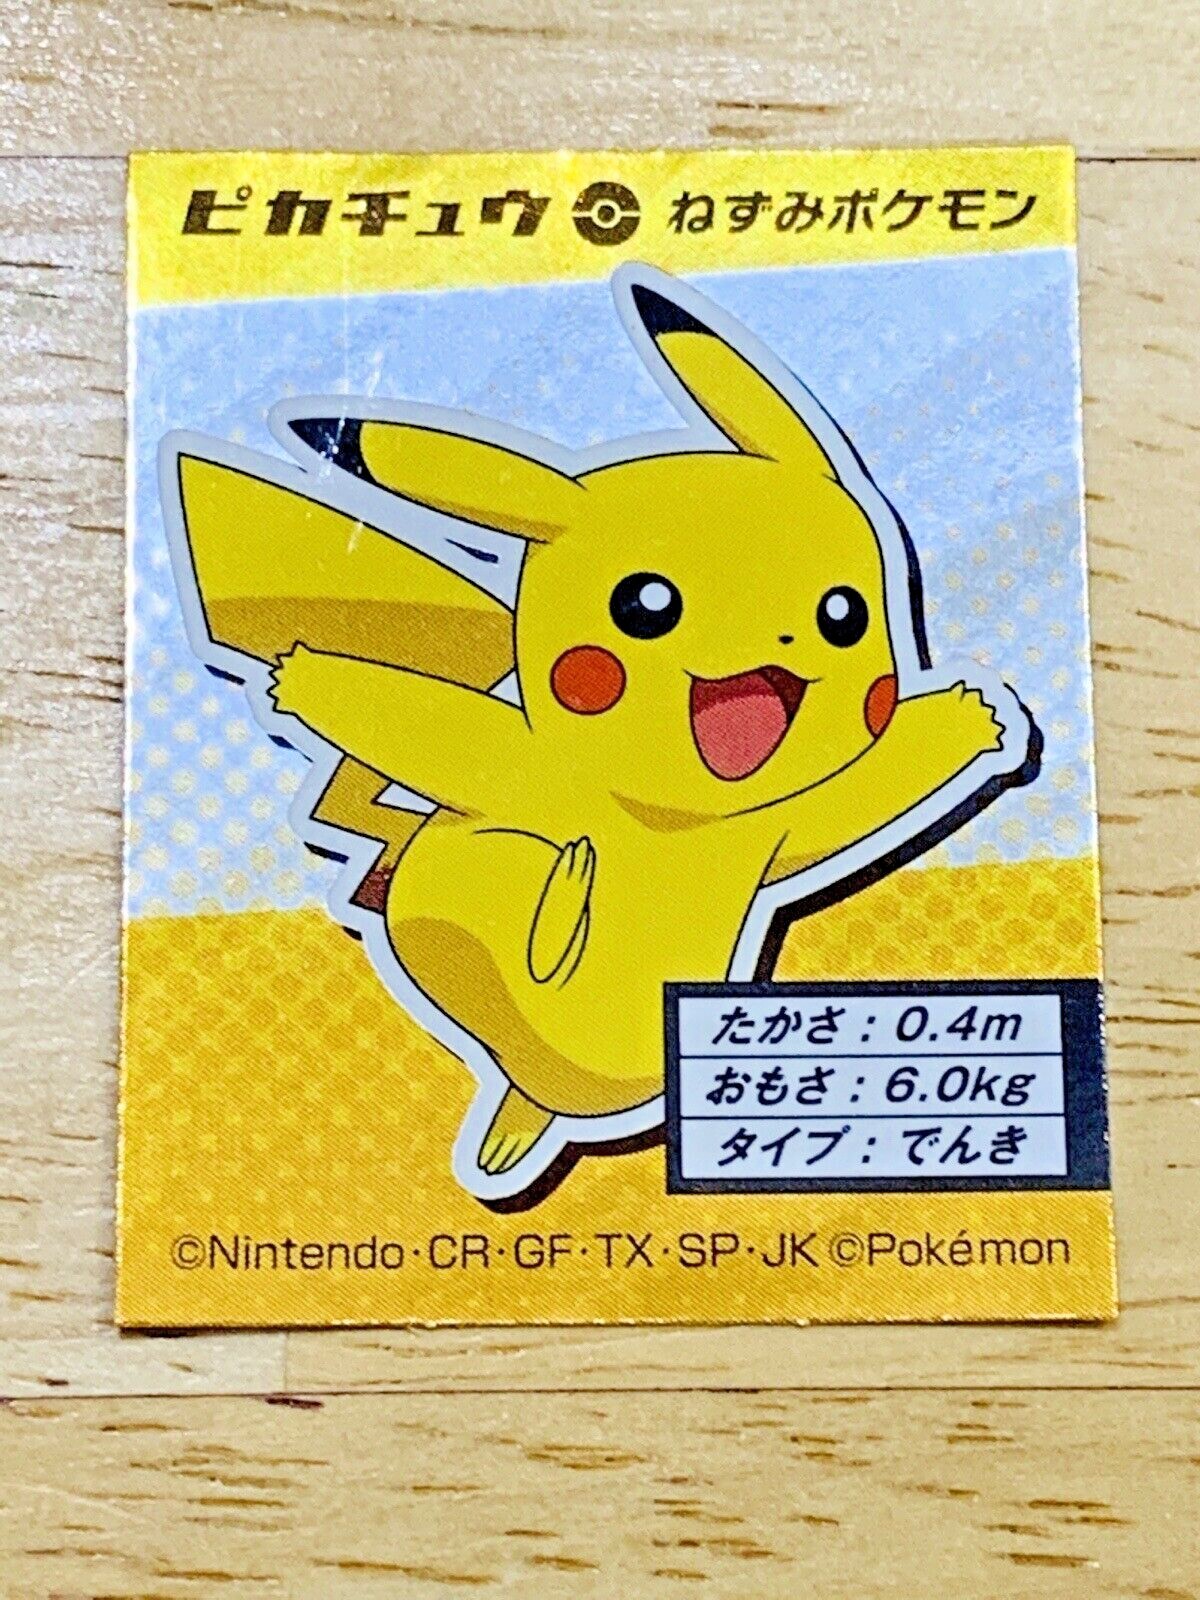 ピカチュウ ねずみポケモン
たかさ：0.4m
おもさ：6.0kg
タイプ：でんき
©Nintendo・CR・GF・TX・SP・JK ©Pokémon